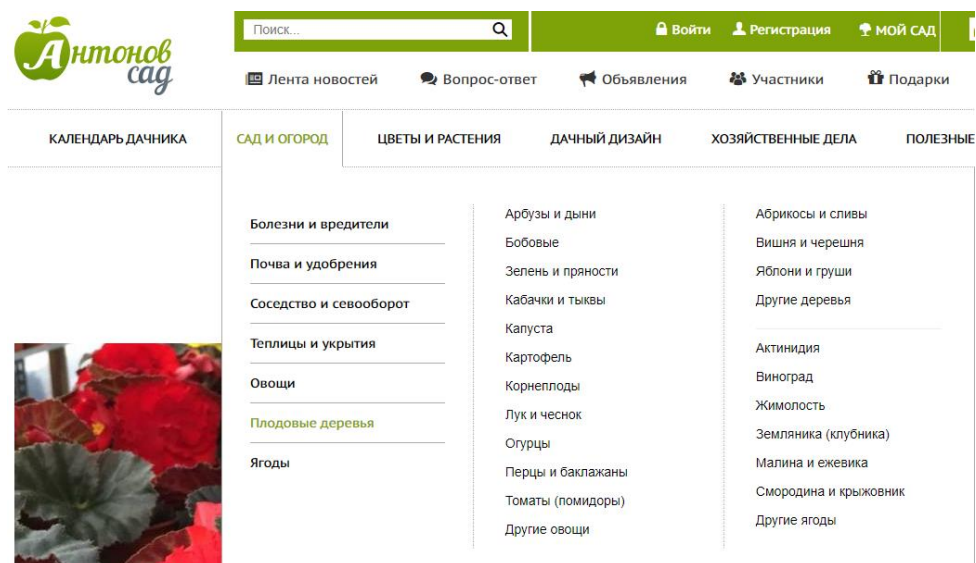 Антонов
сад
Поиск...
Войти
Регистрация
МОЙ САД
Лента новостей
Вопрос-ответ
Объявления
Участники
Подарки
КАЛЕНДАРЬ ДАЧНИКА
САД И ОГОРОД
ЦВЕТЫ И РАСТЕНИЯ
ДАЧНЫЙ ДИЗАЙН
ХОЗЯЙСТВЕННЫЕ ДЕЛА
ПОЛЕЗНЫЕ
Болезни и вредители
Почва и удобрения
Соседство и севооборот
Теплицы и укрытия
Овощи
Плодовые деревья
Ягоды
Арбузы и дыни
Бобовые
Зелень и пряности
Кабачки и тыквы
Капуста
Картофель
Корнеплоды
Лук и чеснок
Огурцы
Перцы и баклажаны
Томаты (помидоры)
Другие овощи
Абрикосы и сливы
Вишня и черешня
Яблони и груши
Другие деревья
Актинидия
Виноград
Жимолость
Земляника (клубника)
Малина и ежевика
Смородина и крыжовник
Другие ягоды